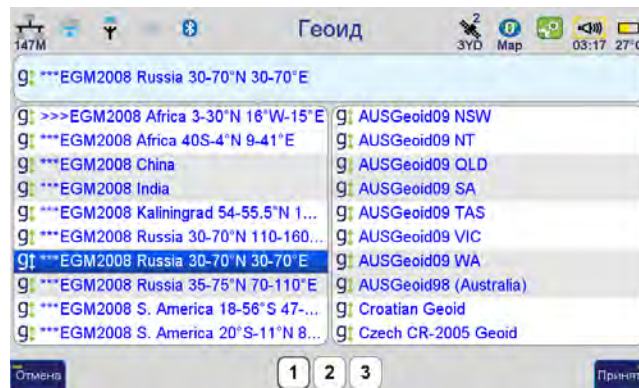 Геоид
147M
2
3YD
Map
03:17
27°
***EGM2008 Russia 30-70°N 30-70°E
>>>EGM2008 Africa 3-30°N 16°W-15°E
***EGM2008 Africa 40S-4°N 9-41°E
***EGM2008 China
***EGM2008 India
***EGM2008 Kaliningrad 54-55.5°N 1...
***EGM2008 Russia 30-70°N 110-160...
***EGM2008 Russia 30-70°N 30-70°E
***EGM2008 Russia 35-75°N 70-110°E
***EGM2008 S. America 18-56°S 47-...
***EGM2008 S. America 20°S-11°N 8...
AUSGeoid09 NSW
AUSGeoid09 NT
AUSGeoid09 QLD
AUSGeoid09 SA
AUSGeoid09 TAS
AUSGeoid09 VIC
AUSGeoid09 WA
AUSGeoid98 (Australia)
Croatian Geoid
Czech CR-2005 Geoid
Отмена
1
2
3
Принят